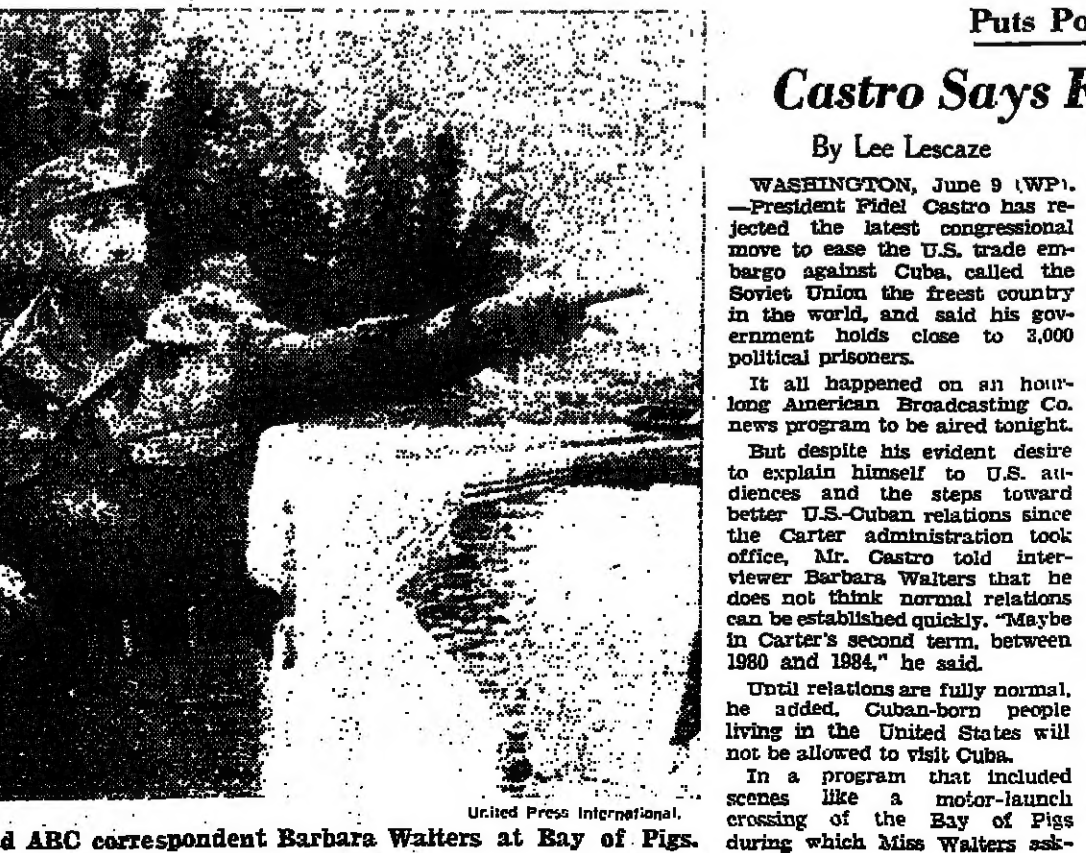 United Press International.
d ABC correspondent Barbara Walters at Bay of Pigs.
Puts Po
Castro Says
By Lee Lescaze
WASHINGTON, June 9 (WP).
—President Fidel Castro has re-
jected the latest congressional
move to ease the U.S. trade em-
bargo against Cuba, called the
Soviet Union the freest country
in the world, and said his gov-
ernment holds close to 3,000
political prisoners.
It all happened on an hour-
long American Broadcasting Co.
news program to be aired tonight.
But despite his evident desire
to explain himself to U.S. au-
diences and the steps toward
better U.S.-Cuban relations since
the Carter administration took
office, Mr. Castro told inter-
viewer Barbara Walters that he
does not think normal relations
can be established quickly. "Maybe
in Carter's second term, between
1980 and 1984," he said.
Until relations are fully normal,
he added, Cuban-born people
living in the United States will
not be allowed to visit Cuba.
In a program that included
scenes like a motor-launch
crossing of the Bay of Pigs
during which Miss Walters ask-